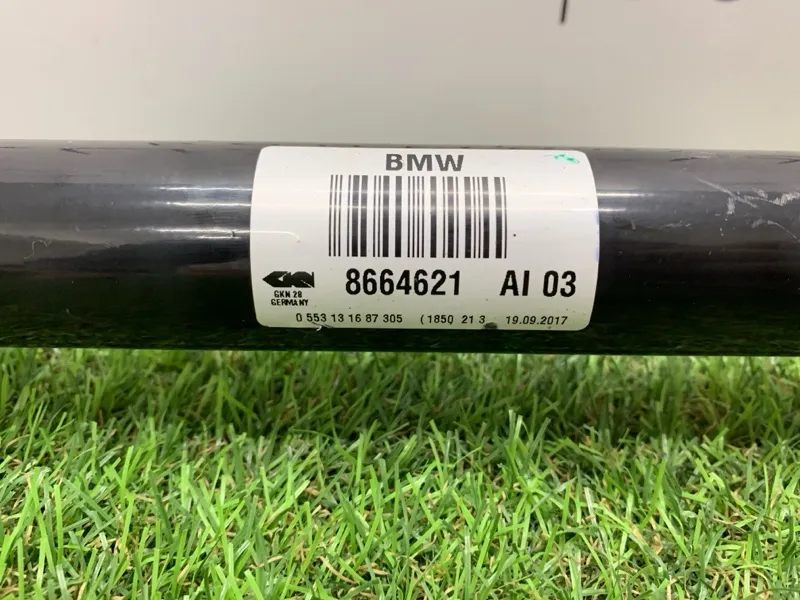 BMW
GKN
8664621 AI 03
GKN 28
GERMANY
0 553 13 16 87 305 (1850 21 3 19.09.2017